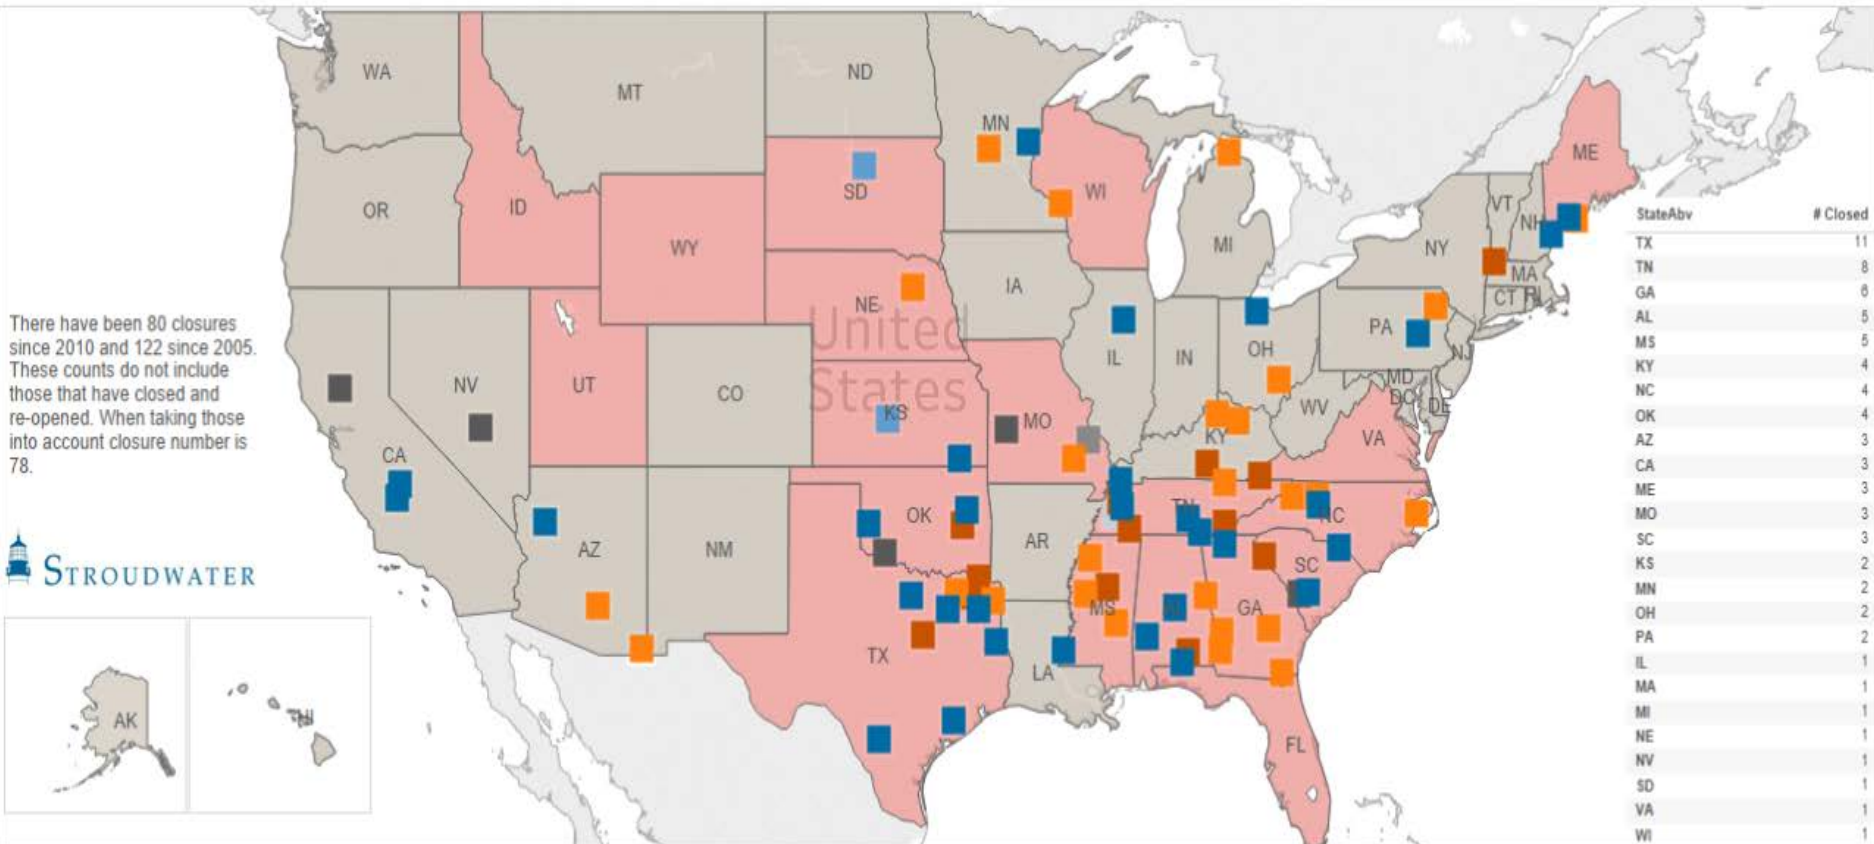 WA
MT
ND
MN
OR
ID
SD
WI
ME
WY
MI
NY
VT
NH
MA
CT
RI
IA
NE
United
States
NV
UT
CO
KS
MO
IL
IN
OH
PA
NJ
MD
DC
DE
WV
VA
KY
CA
AZ
NM
OK
AR
TN
NC
SC
MS
GA
TX
LA
FL
AK
HI
There have been 80 closures
since 2010 and 122 since 2005.
These counts do not include
those that have closed and
re-opened. When taking those
into account closure number is
78.
STROUDWATER
StateAbv # Closed
TX 11
TN 8
GA 6
AL 5
MS 5
KY 4
NC 4
OK 4
AZ 3
CA 3
ME 3
MO 3
SC 3
KS 2
MN 2
OH 2
PA 2
IL 1
MA 1
MI 1
NE 1
NV 1
SD 1
VA 1
WI 1